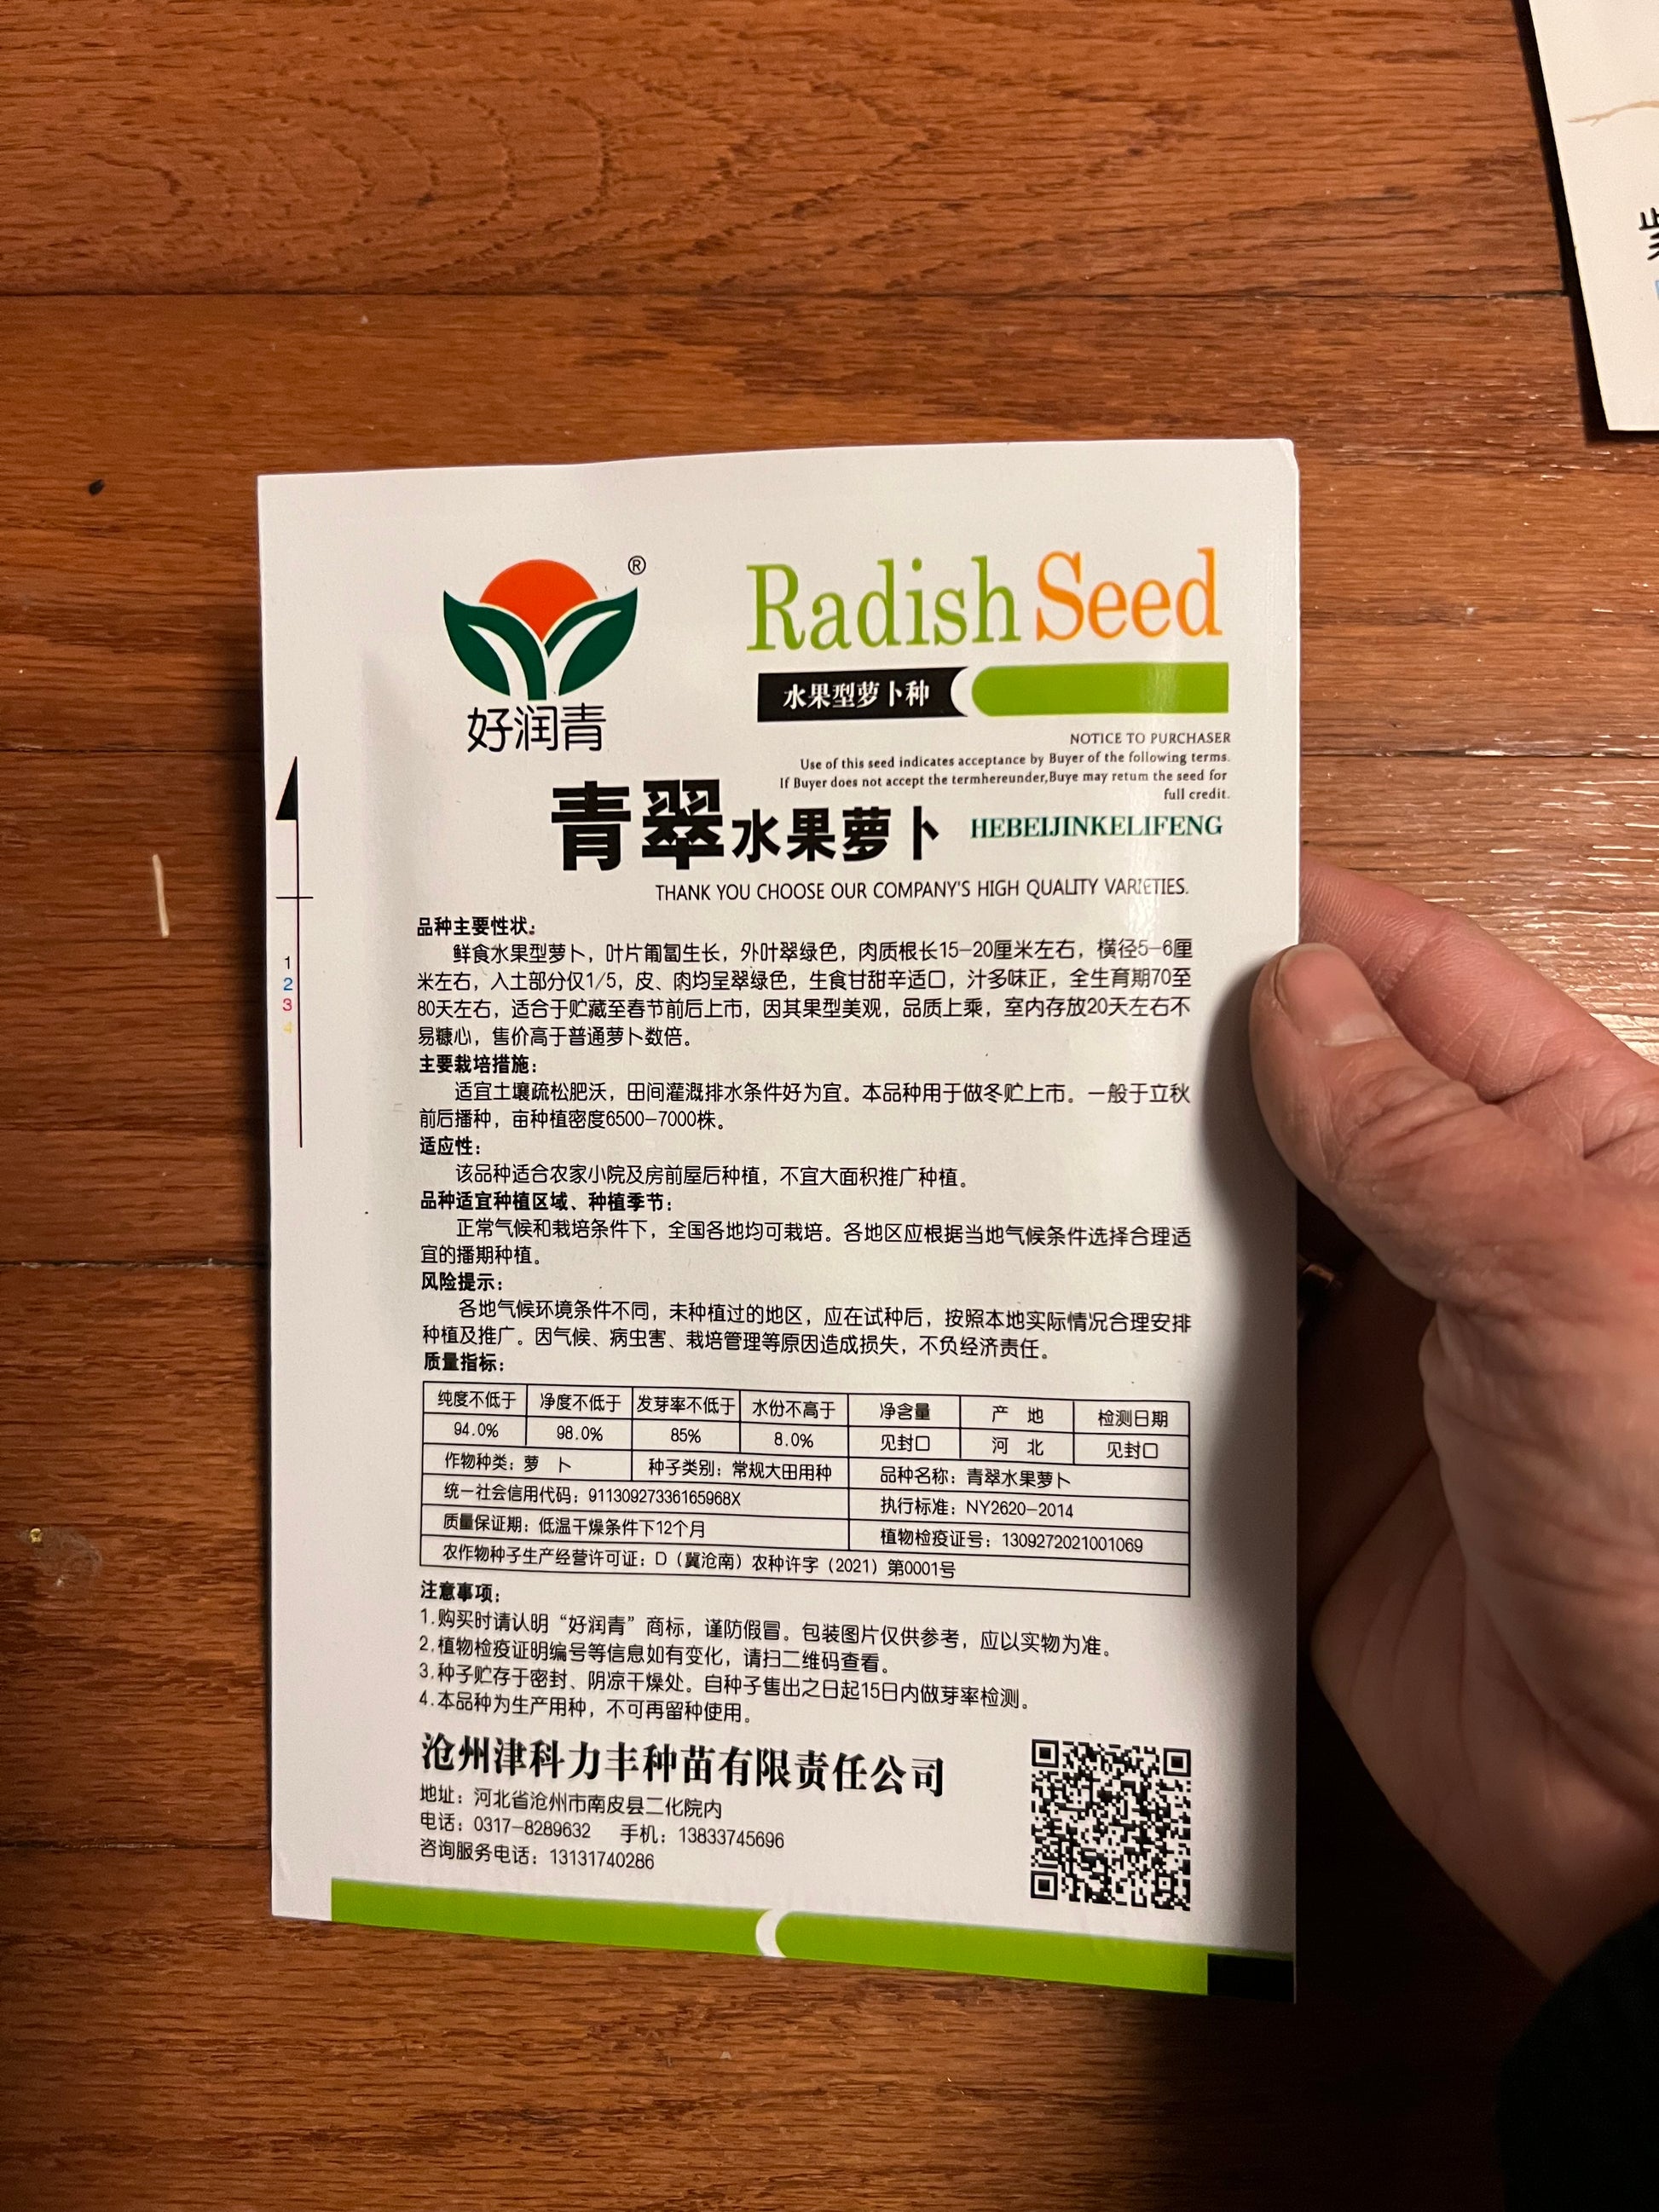 ®
好润青
Radish Seed
水果型萝卜种
NOTICE TO PURCHASER
Use of this seed indicates acceptance by Buyer of the following terms.
If Buyer does not accept the termhereunder,Buye may retum the seed for
full credit.
青翠水果萝卜 HEBEIJINKELIFENG
THANK YOU CHOOSE OUR COMPANY'S HIGH QUALITY VARIETIES.
品种主要性状:
鲜食水果型萝卜，叶片匍匐生长，外叶翠绿色，肉质根长15-20厘米左右，横径5-6厘
米左右，入土部分仅1/5，皮、肉均呈翠绿色，生食甘甜辛适口，汁多味正，全生育期70至
80天左右，适合于贮藏至春节前后上市，因其果型美观，品质上乘，室内存放20天左右不
易糠心，售价高于普通萝卜数倍。
主要栽培措施:
适宜土壤疏松肥沃，田间灌溉排水条件好为宜。本品种用于做冬贮上市。一般于立秋
前后播种，亩种植密度6500-7000株。
适应性:
该品种适合农家小院及房前屋后种植，不宜大面积推广种植。
品种适宜种植区域、种植季节:
正常气候和栽培条件下，全国各地均可栽培。各地区应根据当地气候条件选择合理适
宜的播期种植。
风险提示:
各地气候环境条件不同，未种植过的地区，应在试种后，按照本地实际情况合理安排
种植及推广。因气候、病虫害、栽培管理等原因造成损失，不负经济责任。
质量指标:
纯度不低于 净度不低于 发芽率不低于 水份不高于 净含量 产 地 检测日期
94.0% 98.0% 85% 8.0% 见封口 河 北 见封口
作物种类: 萝 卜 种子类别: 常规大田用种 品种名称: 青翠水果萝卜
统一社会信用代码: 91130927336165968X 执行标准: NY2620-2014
质量保证期: 低温干燥条件下12个月 植物检疫证号: 1309272021001069
农作物种子生产经营许可证: D（冀沧南）农种许字（2021）第0001号
注意事项:
1.购买时请认明“好润青”商标，谨防假冒。包装图片仅供参考，应以实物为准。
2.植物检疫证明编号等信息如有变化，请扫二维码查看。
3.种子贮存于密封、阴凉干燥处。自种子售出之日起15日内做芽率检测。
4.本品种为生产用种，不可再留种使用。
沧州津科力丰种苗有限责任公司
地址: 河北省沧州市南皮县二化院内
电话: 0317-8289632 手机: 13833745696
咨询服务电话: 13131740286
1
2
3
4